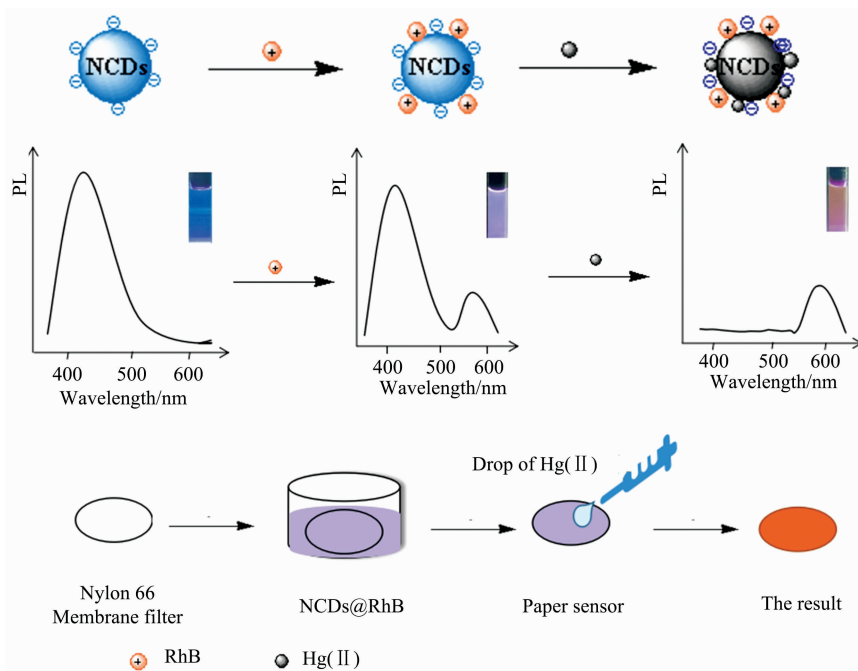 NCDs
NCDs
NCDs
PL
400 500 600
Wavelength/nm
PL
400 500 600
Wavelength/nm
PL
400 500 600
Wavelength/nm
Drop of Hg(Ⅱ)
Nylon 66
Membrane filter
NCDs@RhB
Paper sensor
The result
RhB
Hg(Ⅱ)